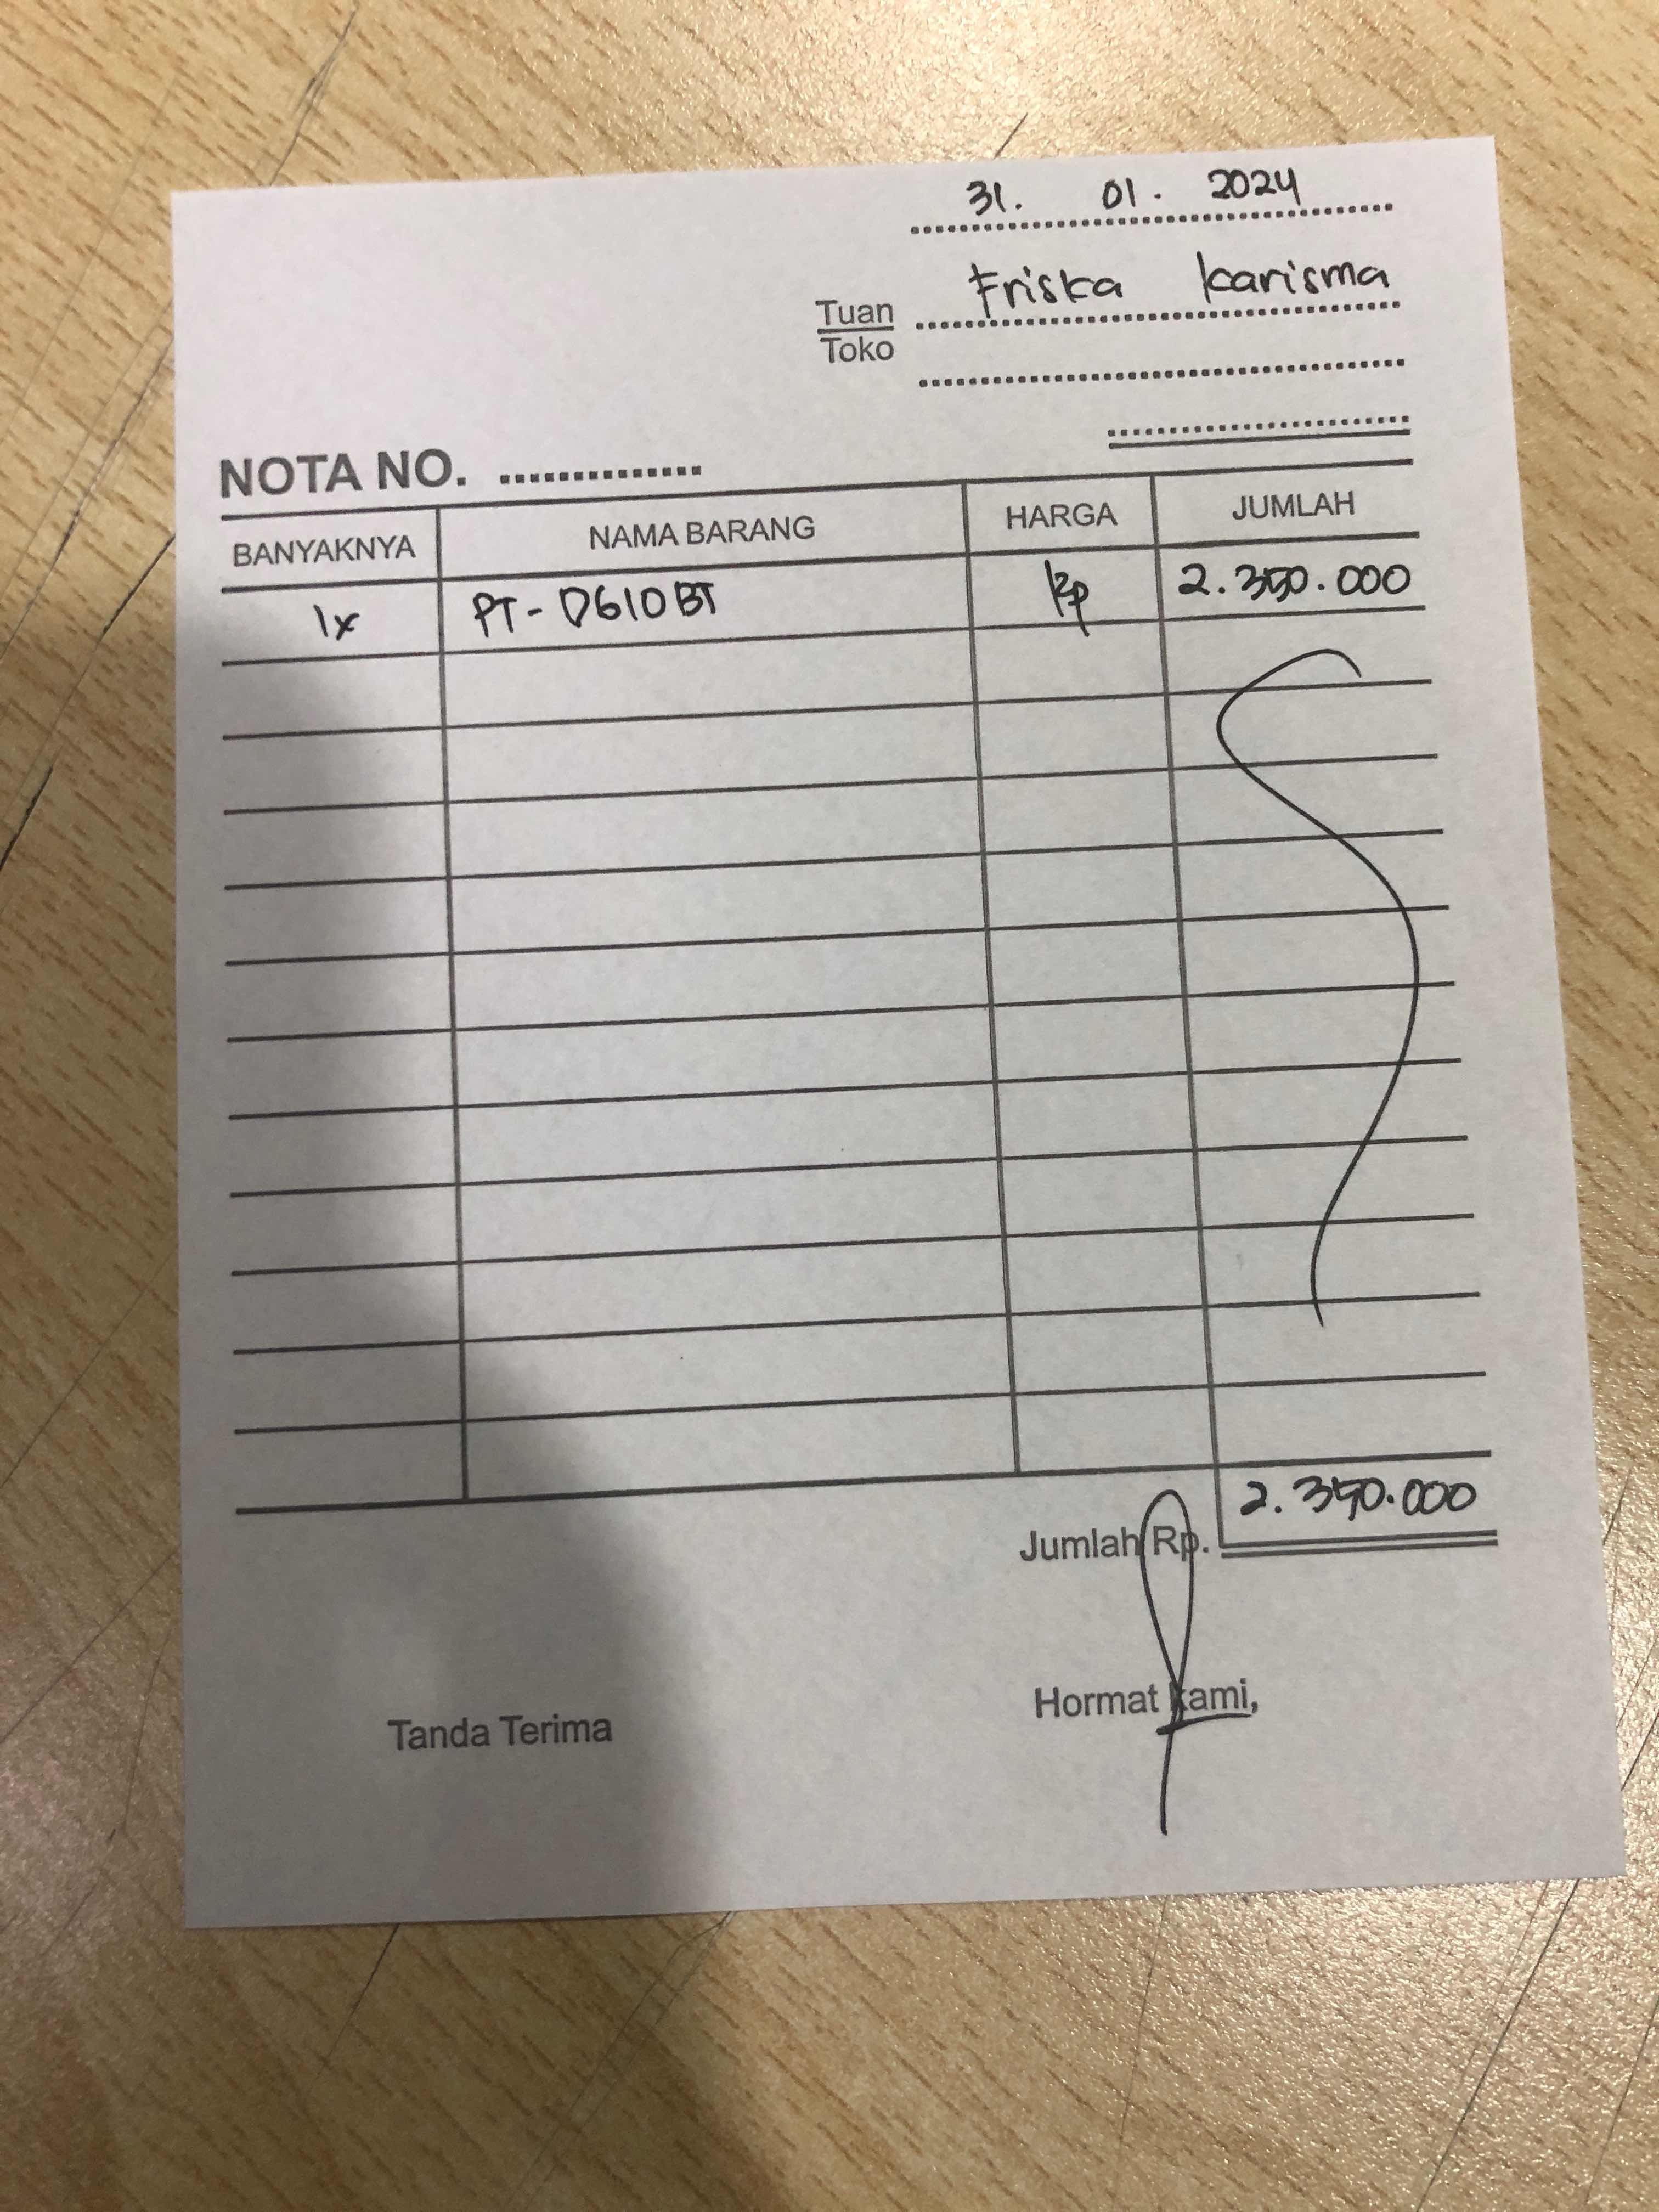 31. 01. 2024
Tuan Friska Karisma
Toko
NOTA NO.
BANYAKNYA NAMA BARANG HARGA JUMLAH
1x PT-D610BT Rp 2.350.000
Jumlah Rp. 2.350.000
Tanda Terima Hormat kami,